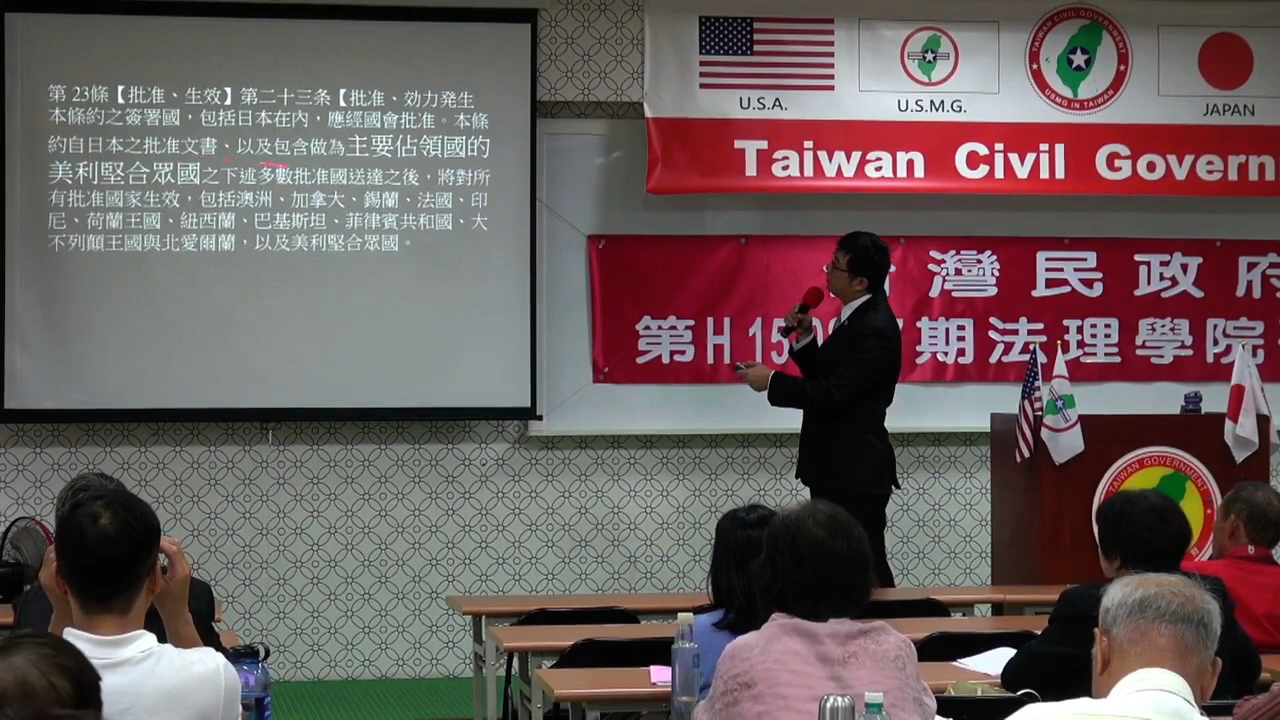 第 23條【批准、生效】第二十三条【批准、効力発生
本條約之簽署國，包括日本在內，應經國會批准。本條
約自日本之批准文書、以及包含做為主要佔領國的
美利堅合眾國之下述多數批准國送達之後，將對所
有批准國家生效，包括澳洲、加拿大、錫蘭、法國、印
尼、荷蘭王國、紐西蘭、巴基斯坦、菲律賓共和國、大
不列顛王國與北愛爾蘭，以及美利堅合眾國。
U.S.A.
U.S.M.G.
TAIWAN CIVIL GOVERNMENT
USMG IN TAIWAN
JAPAN
Taiwan Civil Govern
灣民政府
第H 15
期法理學院
TAIWAN GOVERNMENT